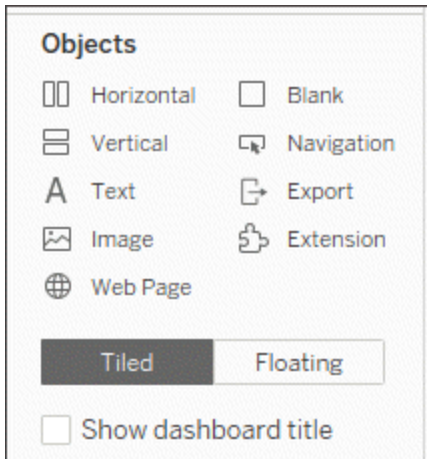 Objects
Horizontal Blank
Vertical Navigation
A Text Export
Image Extension
Web Page
Tiled Floating
Show dashboard title